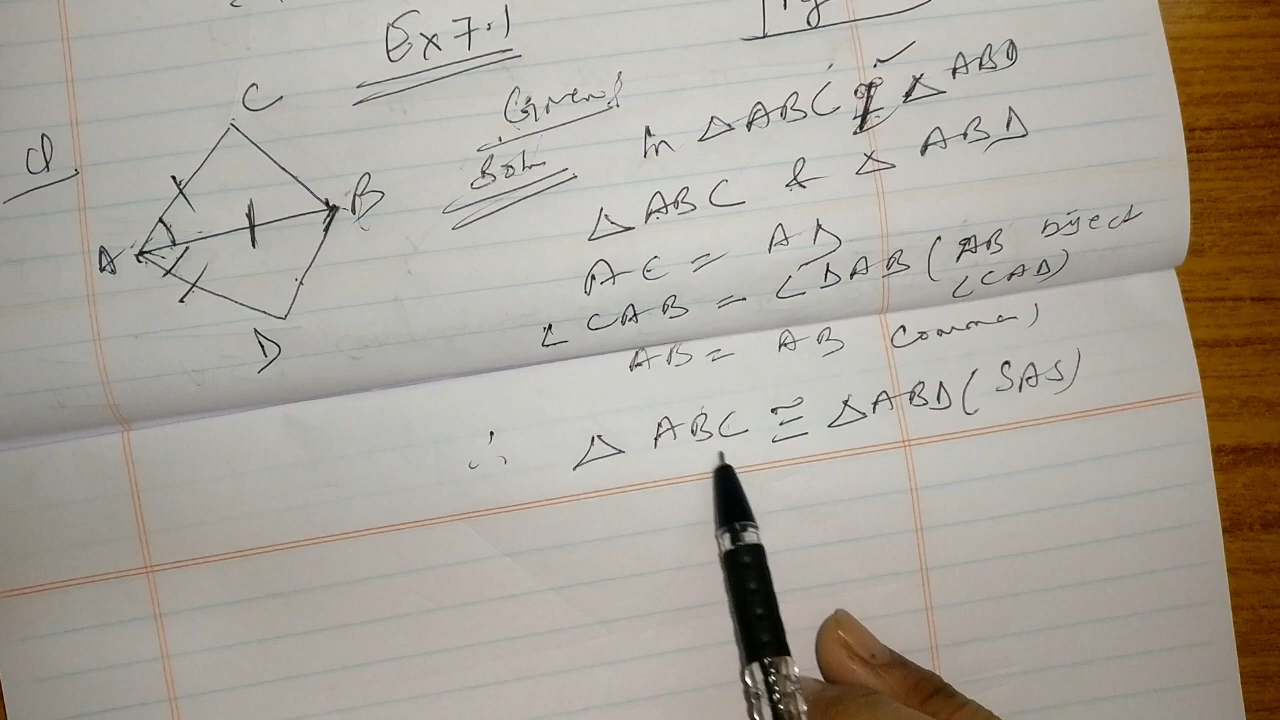 Ex 7.1
Given
Soln
C
B
A
D
In △ABC ≅ △ABD
△ABC & △ABD
AC = AD
∠CAB = ∠DAB (AB bisect ∠CAD)
AB = AB Common)
∴ △ABC ≅ △ABD (SAS)